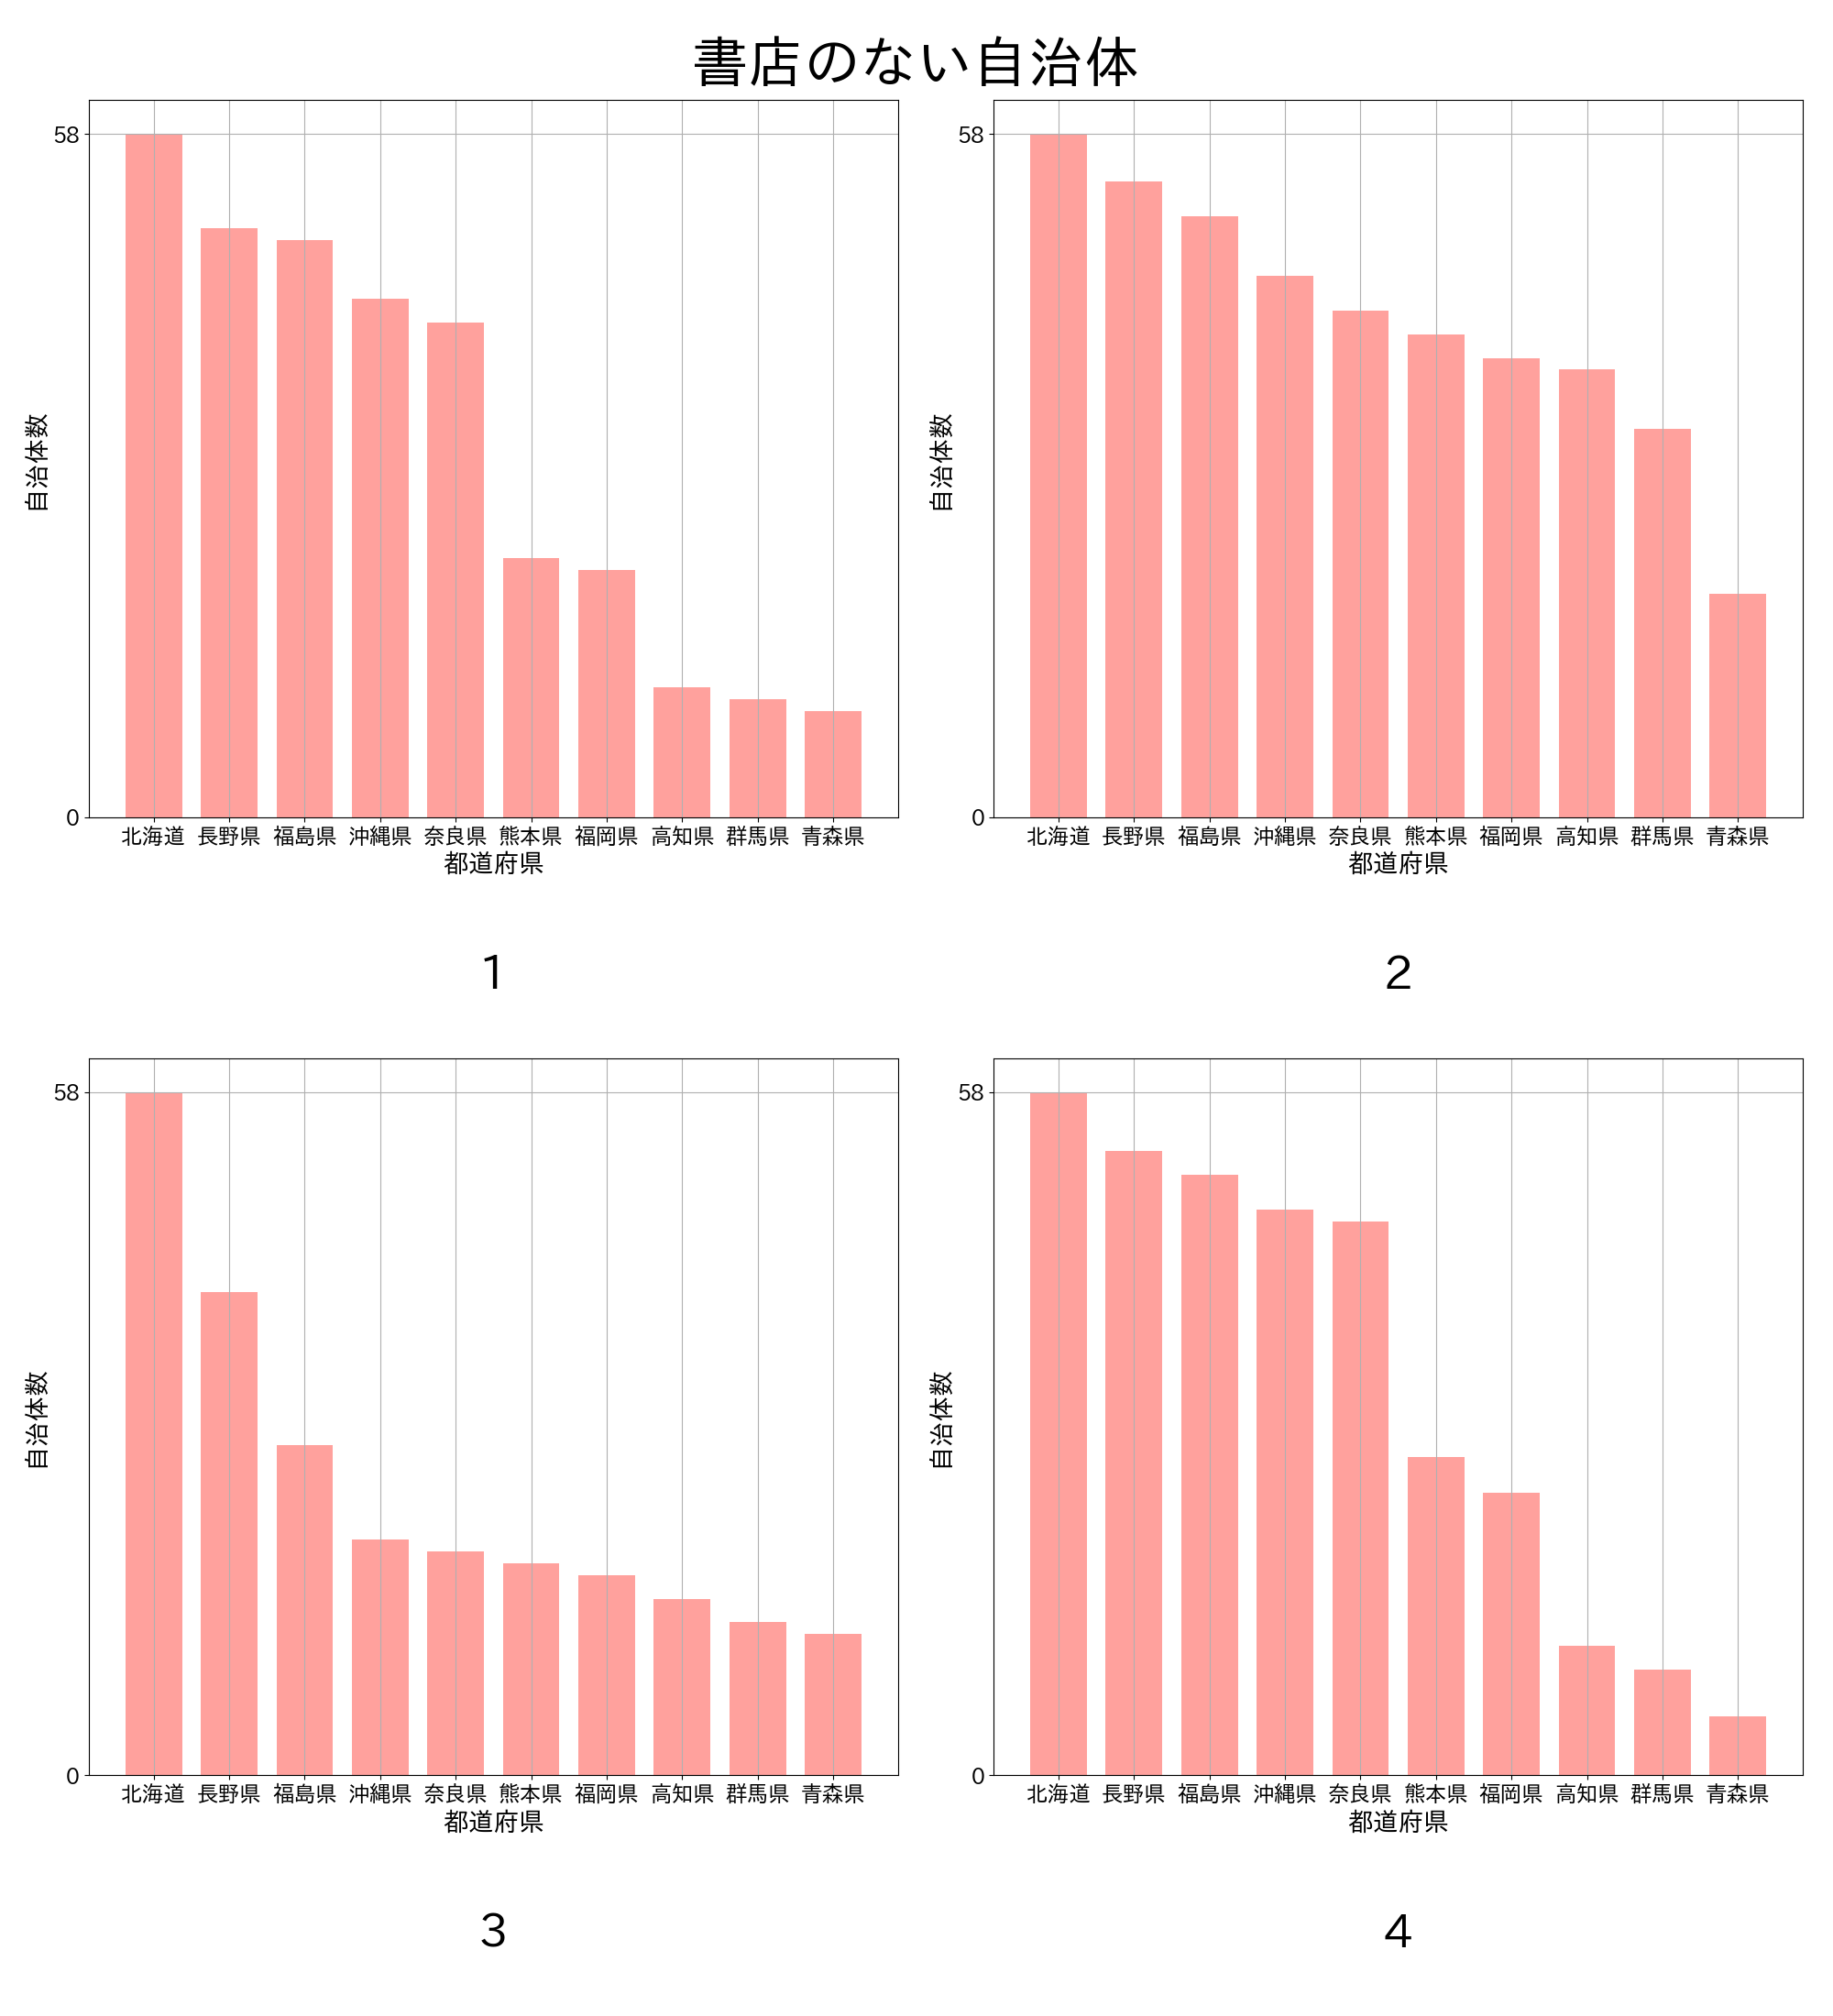 書店のない自治体
58
0
自治体数
北海道 長野県 福島県 沖縄県 奈良県 熊本県 福岡県 高知県 群馬県 青森県
都道府県
1
58
0
自治体数
北海道 長野県 福島県 沖縄県 奈良県 熊本県 福岡県 高知県 群馬県 青森県
都道府県
2
58
0
自治体数
北海道 長野県 福島県 沖縄県 奈良県 熊本県 福岡県 高知県 群馬県 青森県
都道府県
3
58
0
自治体数
北海道 長野県 福島県 沖縄県 奈良県 熊本県 福岡県 高知県 群馬県 青森県
都道府県
4